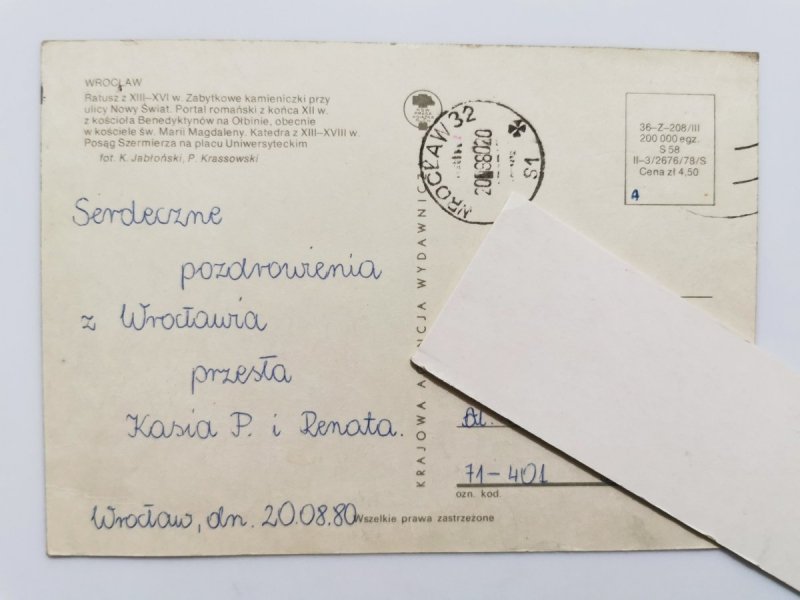 WROCŁAW
Ratusz z XIII–XVI w. Zabytkowe kamieniczki przy
ulicy Nowy Świat. Portal romański z końca XII w.
z kościoła Benedyktynów na Ołbinie, obecnie
w kościele św. Marii Magdaleny. Katedra z XIII–XVIII w.
Posąg Szermierza na placu Uniwersyteckim
fot. K. Jabłoński, P. Krassowski
Serdeczne
pozdrowienia
z Wrocławia
przesła
Kasia P. i Renata.
Wrocław, dn. 20.08.80
Wszelkie prawa zastrzeżone
KRAJOWA AGENCJA WYDAWNICZ
WROCŁAW 32
S1
36–Z–208/III
200 000 egz.
S 58
II–3/2676/78/S
Cena zł 4,50
A
71–401
ozn. kod.